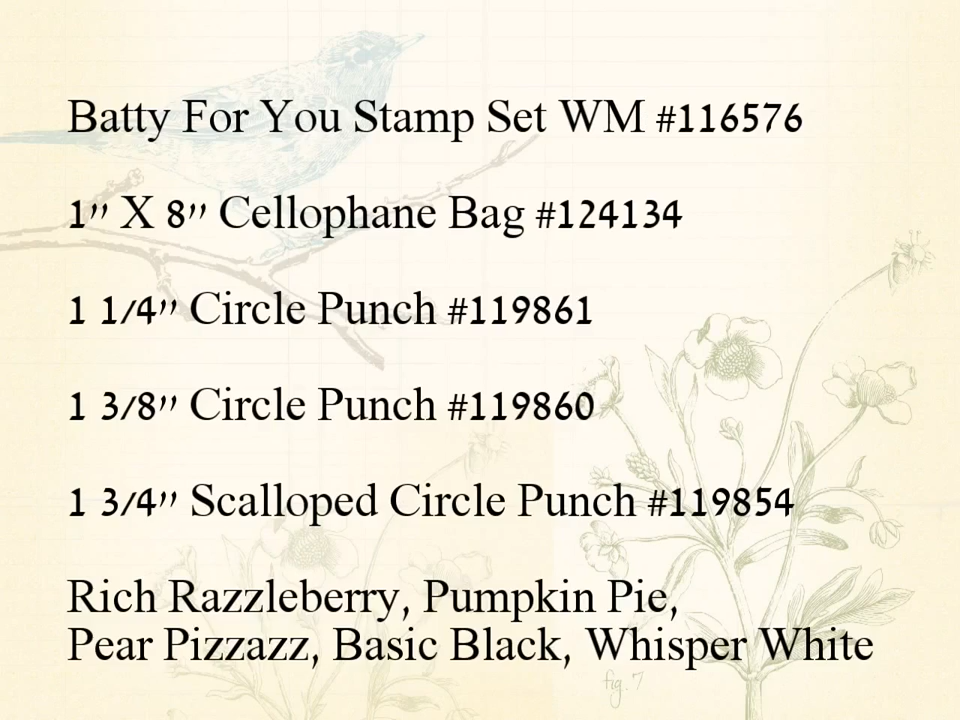 Batty For You Stamp Set WM #116576
1" X 8" Cellophane Bag #124134
1 1/4" Circle Punch #119861
1 3/8" Circle Punch #119860
1 3/4" Scalloped Circle Punch #119854
Rich Razzleberry, Pumpkin Pie,
Pear Pizzazz, Basic Black, Whisper White
fig. 7